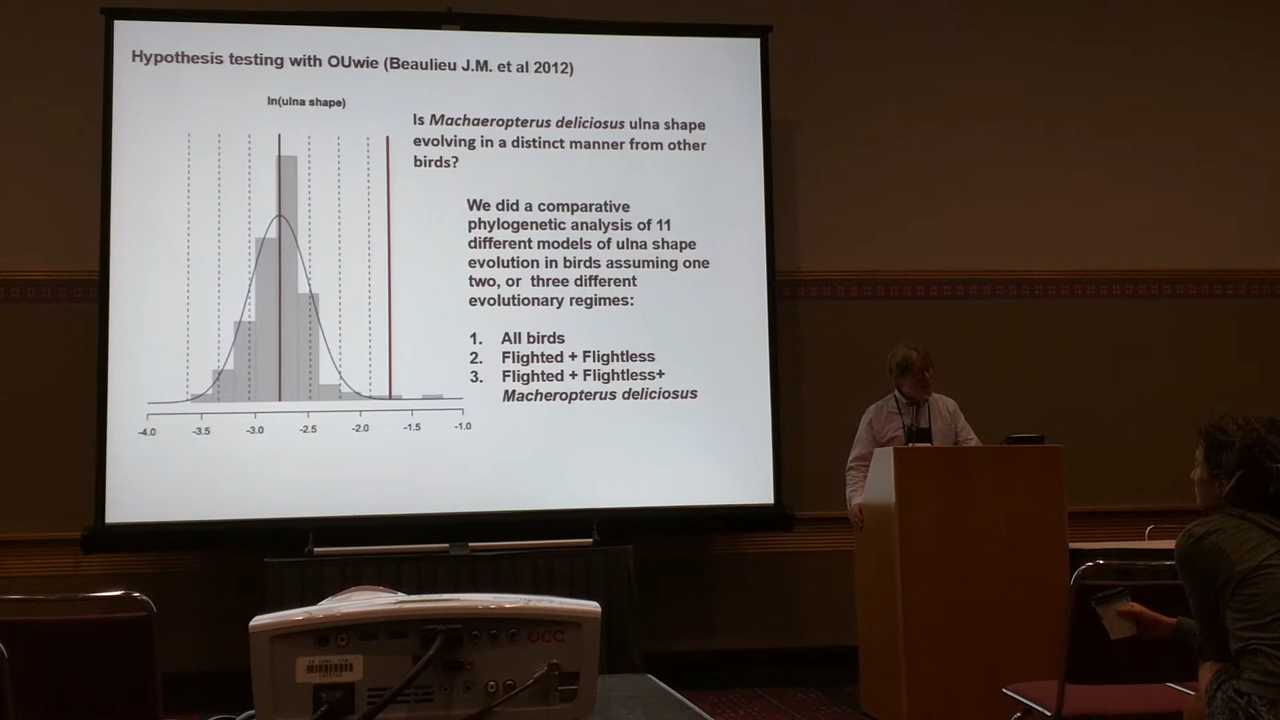 Hypothesis testing with OUwie (Beaulieu J.M. et al 2012)
ln(ulna shape)
Is Machaeropterus deliciosus ulna shape
evolving in a distinct manner from other
birds?
We did a comparative
phylogenetic analysis of 11
different models of ulna shape
evolution in birds assuming one
two, or three different
evolutionary regimes:
1. All birds
2. Flighted + Flightless
3. Flighted + Flightless+
Macheropterus deliciosus
-4.0 -3.5 -3.0 -2.5 -2.0 -1.5 -1.0